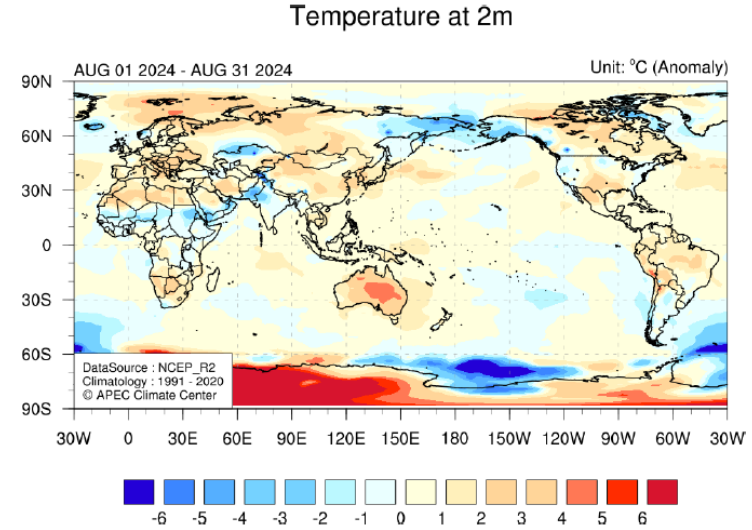 Temperature at 2m
AUG 01 2024 - AUG 31 2024
Unit: °C (Anomaly)
90N
60N
30N
0
30S
60S
90S
DataSource : NCEP_R2
Climatology : 1991 - 2020
© APEC Climate Center
30W 0 30E 60E 90E 120E 150E 180 150W 120W 90W 60W 30W
-6 -5 -4 -3 -2 -1 0 1 2 3 4 5 6